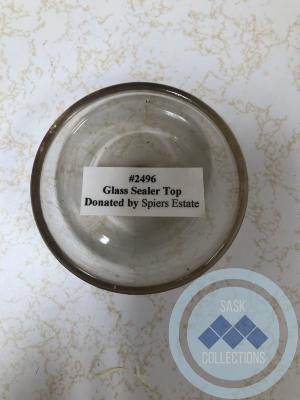 #2496
Glass Sealer Top
Donated by Spiers Estate
SASK
COLLECTIONS